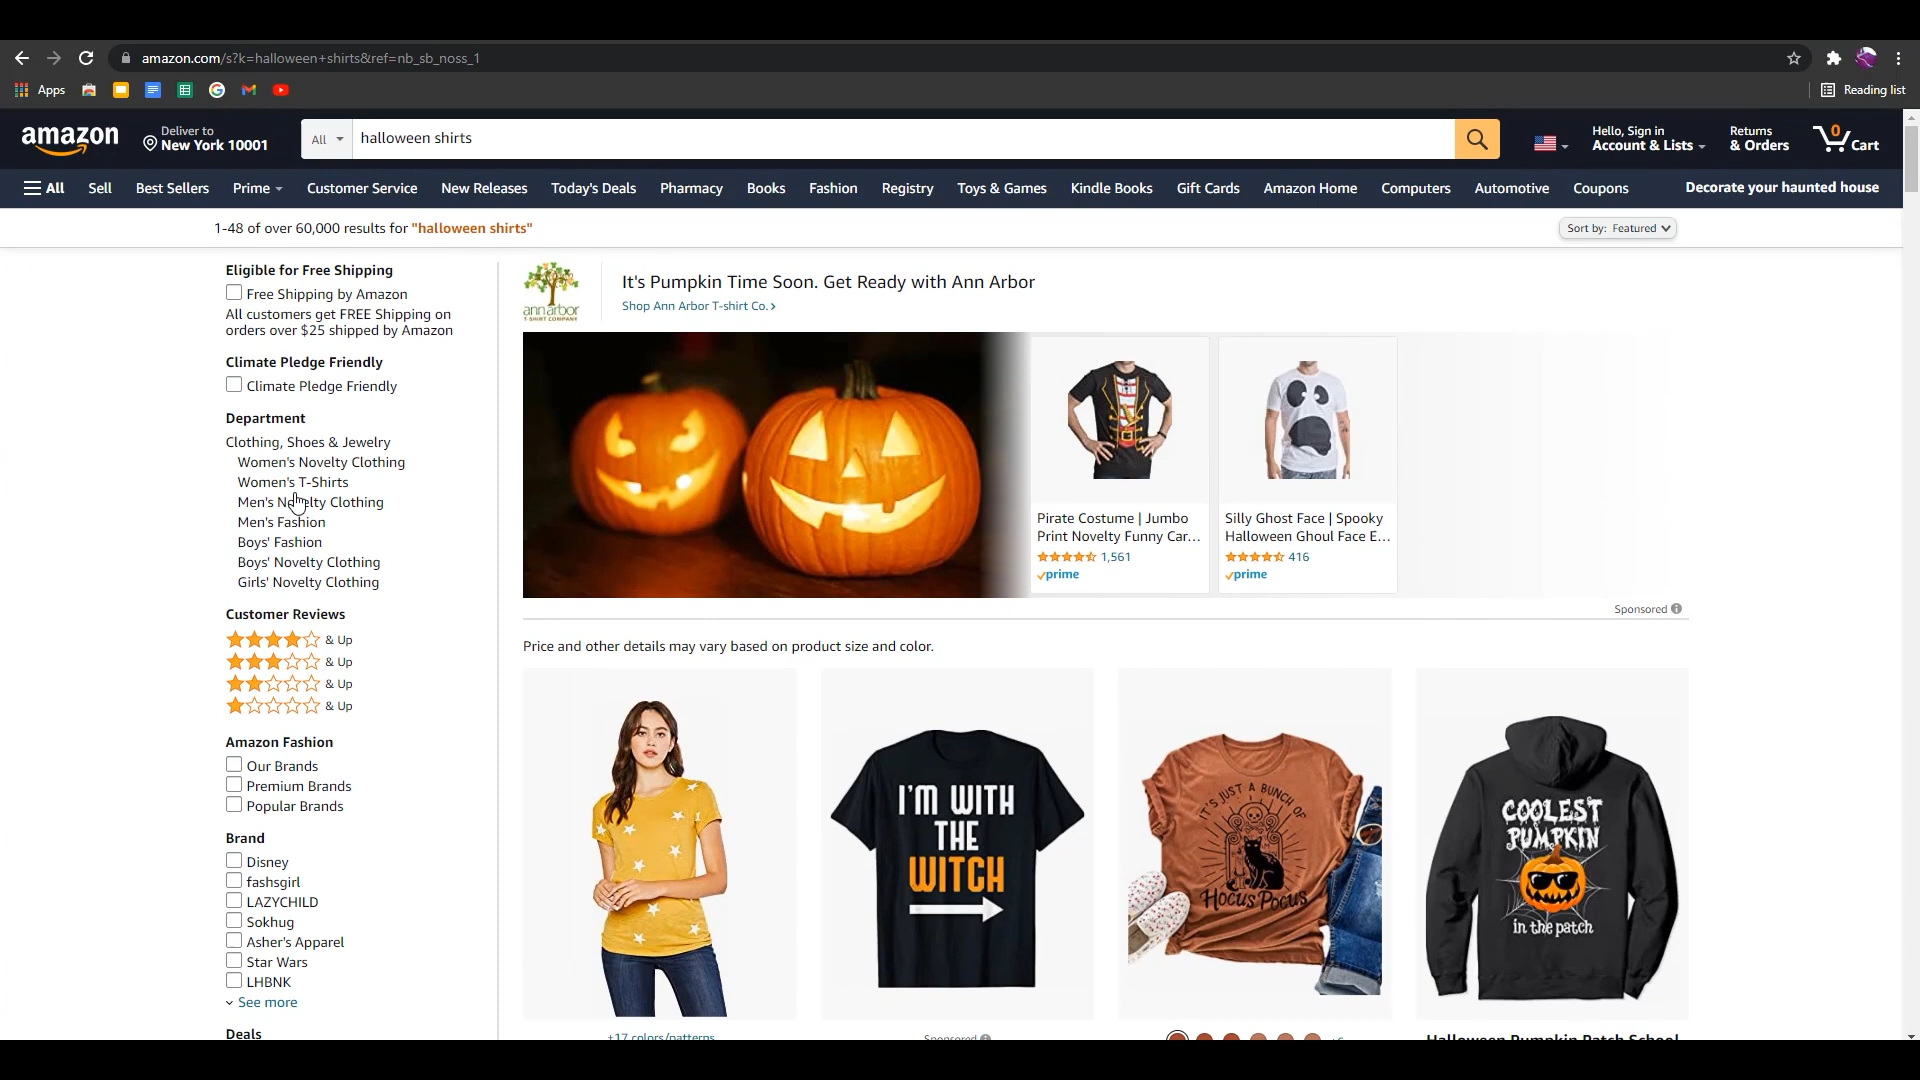 amazon.com/s?k=halloween+shirts&ref=nb_sb_noss_1
Apps
Reading list
amazon
Deliver to
New York 10001
All
halloween shirts
Hello, Sign in
Account & Lists
Returns
& Orders
0
Cart
All
Sell
Best Sellers
Prime
Customer Service
New Releases
Today's Deals
Pharmacy
Books
Fashion
Registry
Toys & Games
Kindle Books
Gift Cards
Amazon Home
Computers
Automotive
Coupons
Decorate your haunted house
1-48 of over 60,000 results for "halloween shirts"
Sort by: Featured
Eligible for Free Shipping
Free Shipping by Amazon
All customers get FREE Shipping on
orders over $25 shipped by Amazon
Climate Pledge Friendly
Climate Pledge Friendly
Department
Clothing, Shoes & Jewelry
Women's Novelty Clothing
Women's T-Shirts
Men's Novelty Clothing
Men's Fashion
Boys' Fashion
Boys' Novelty Clothing
Girls' Novelty Clothing
Customer Reviews
& Up
& Up
& Up
& Up
Amazon Fashion
Our Brands
Premium Brands
Popular Brands
Brand
Disney
fashsgirl
LAZYCHILD
Sokhug
Asher's Apparel
Star Wars
LHBNK
See more
Deals
ann arbor
T-SHIRT COMPANY
It's Pumpkin Time Soon. Get Ready with Ann Arbor
Shop Ann Arbor T-shirt Co. ›
Pirate Costume | Jumbo
Print Novelty Funny Car...
1,561
prime
Silly Ghost Face | Spooky
Halloween Ghoul Face E...
416
prime
Sponsored
Price and other details may vary based on product size and color.
I'M WITH
THE
WITCH
IT'S JUST A BUNCH OF
HOCUS POCUS
COOLEST
PUMPKIN
in the patch
+17 colors/patterns
Sponsored
Halloween Pumpkin Patch School